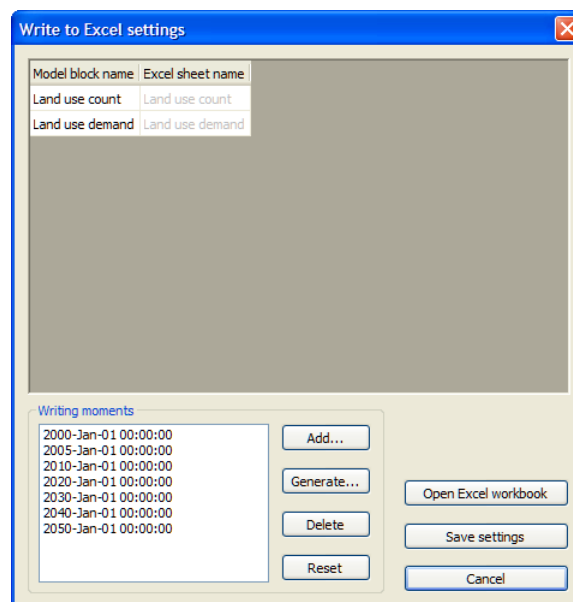 Write to Excel settings
Model block name Excel sheet name
Land use count Land use count
Land use demand Land use demand
Writing moments
2000-Jan-01 00:00:00
2005-Jan-01 00:00:00
2010-Jan-01 00:00:00
2020-Jan-01 00:00:00
2030-Jan-01 00:00:00
2040-Jan-01 00:00:00
2050-Jan-01 00:00:00
Add...
Generate...
Delete
Reset
Open Excel workbook
Save settings
Cancel